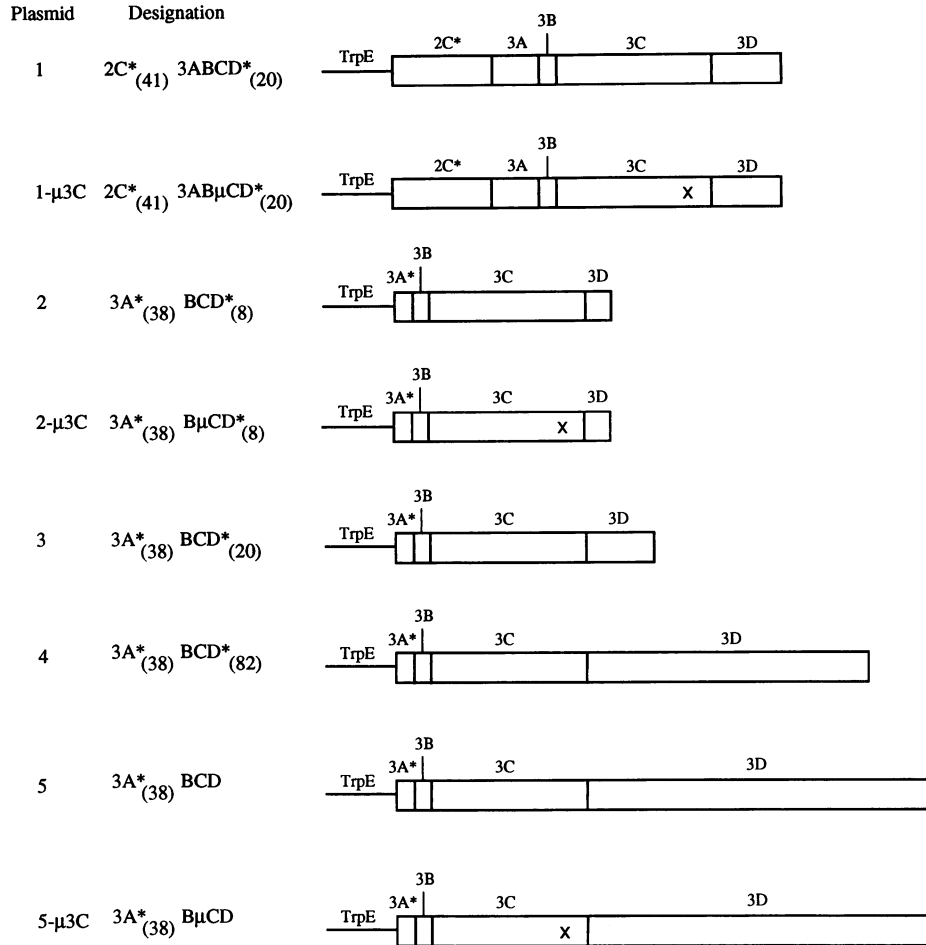 Plasmid Designation
3B
2C* 3A 3C 3D
TrpE
1 2C*(41) 3ABCD*(20)
3B
2C* 3A 3C 3D
TrpE
1-μ3C 2C*(41) 3ABμCD*(20) x
3B
3A* 3C 3D
TrpE
2 3A*(38) BCD*(8)
3B
3A* 3C 3D
TrpE
2-μ3C 3A*(38) BμCD*(8) x
3B
3A* 3C 3D
TrpE
3 3A*(38) BCD*(20)
3B
3A* 3C 3D
TrpE
4 3A*(38) BCD*(82)
3B
3A* 3C 3D
TrpE
5 3A*(38) BCD
3B
3A* 3C 3D
TrpE
5-μ3C 3A*(38) BμCD x